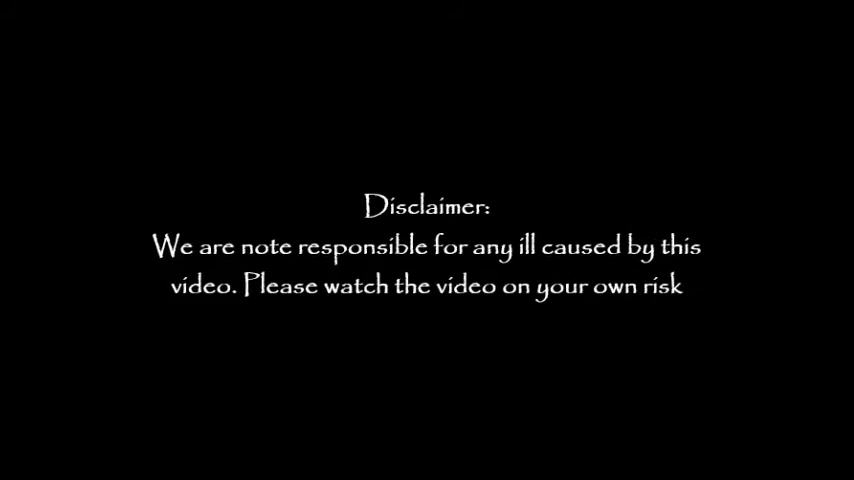 Disclaimer:
We are note responsible for any ill caused by this
video. Please watch the video on your own risk